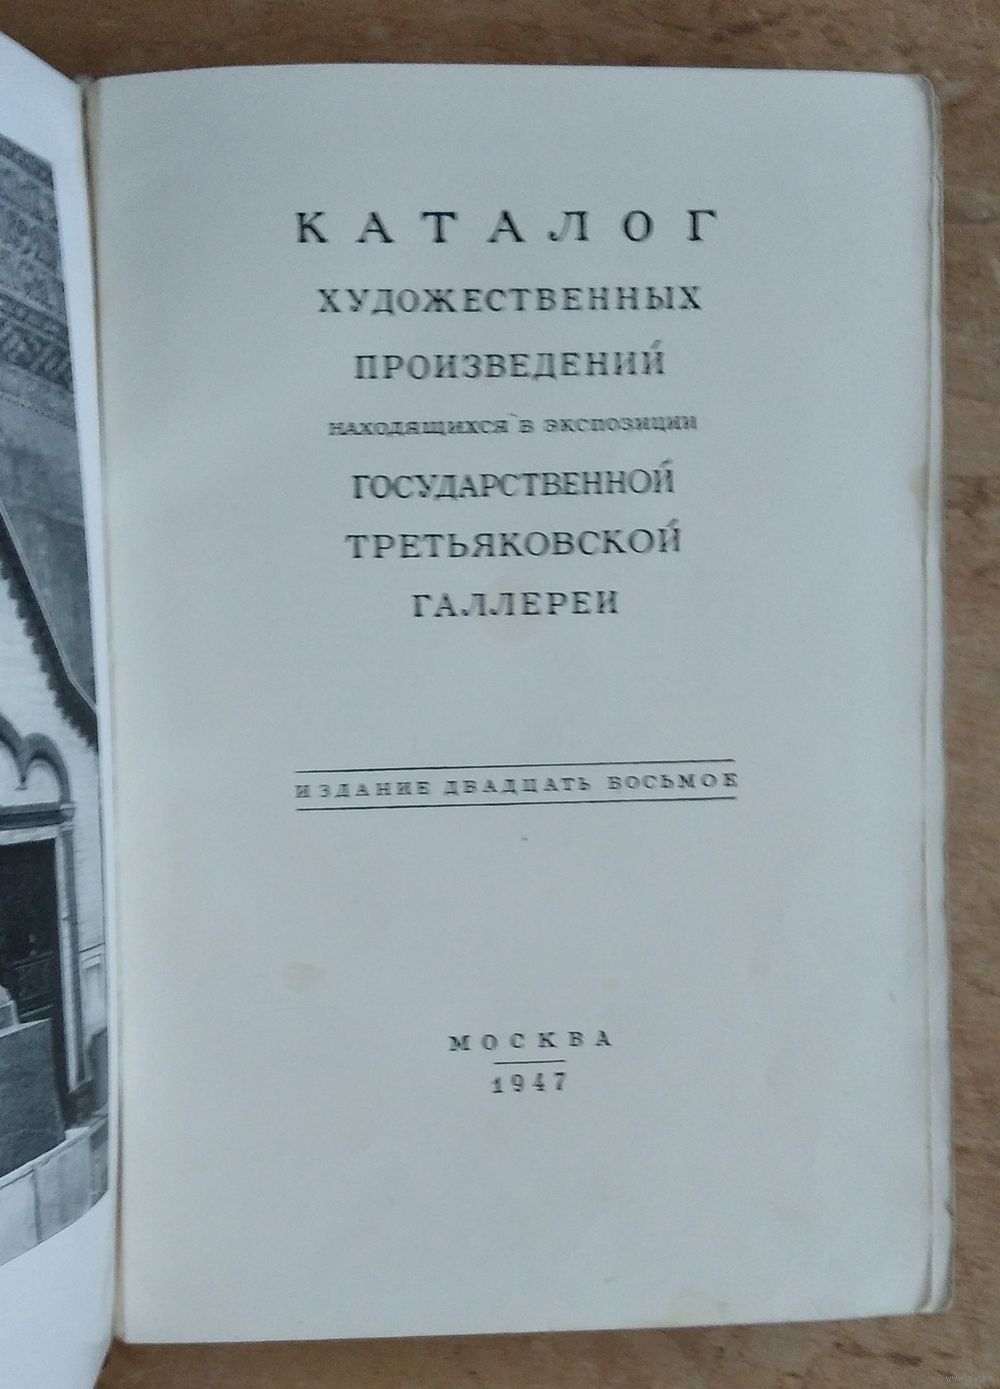 КАТАЛОГ
ХУДОЖЕСТВЕННЫХ
ПРОИЗВЕДЕНИЙ
НАХОДЯЩИХСЯ В ЭКСПОЗИЦИИ
ГОСУДАРСТВЕННОЙ
ТРЕТЬЯКОВСКОЙ
ГАЛЛЕРЕИ
ИЗДАНИЕ ДВАДЦАТЬ ВОСЬМОЕ
МОСКВА
1947